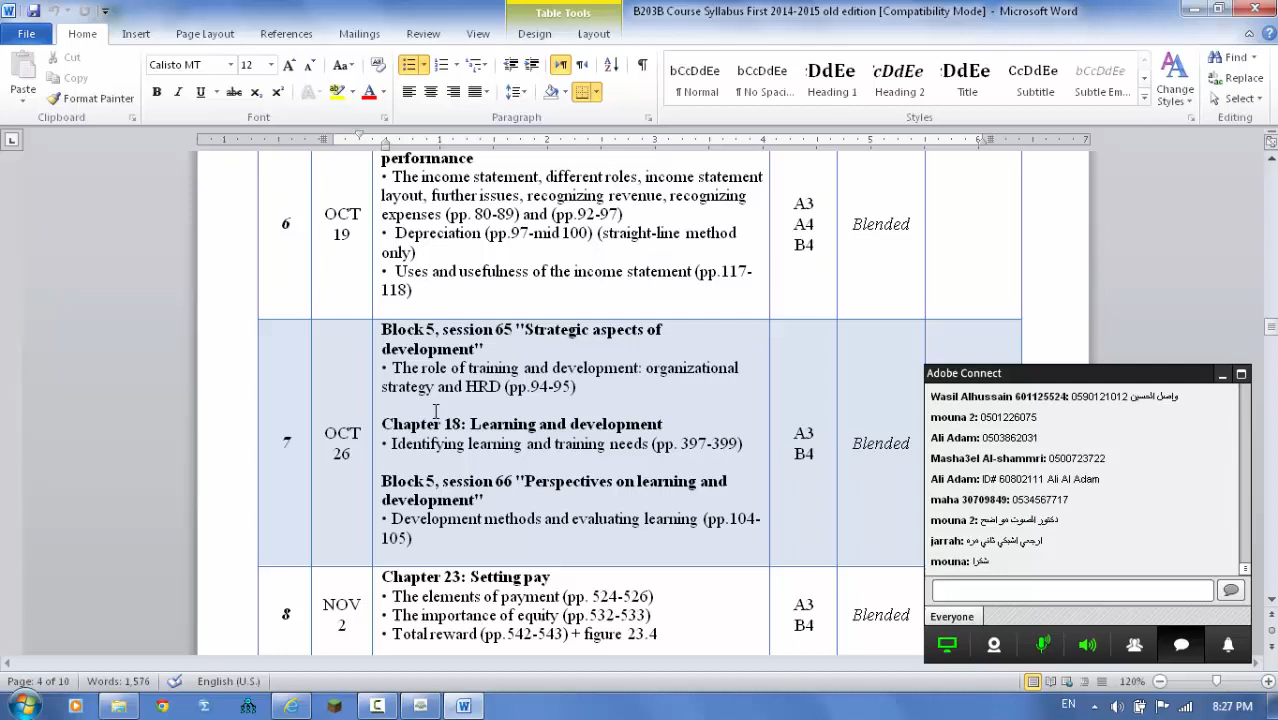 Table Tools
B203B Course Syllabus First 2014-2015 old edition [Compatibility Mode] - Microsoft Word
File Home Insert Page Layout References Mailings Review View Design Layout
Cut
Copy
Format Painter
Paste
Clipboard
Calisto MT 12
Font
Paragraph
bCcDdEe bCcDdEe :DdEe :cDdEe :DdEe CcDdEe bCcDdEe
¶ Normal ¶ No Spaci... Heading 1 Heading 2 Title Subtitle Subtle Em...
Change Styles
Styles
Find
Replace
Select
Editing
1 1 2 3 4 5 6 7
performance
• The income statement, different roles, income statement
layout, further issues, recognizing revenue, recognizing
expenses (pp. 80-89) and (pp.92-97)
• Depreciation (pp.97-mid 100) (straight-line method
only)
• Uses and usefulness of the income statement (pp.117-
118)
6
OCT
19
A3
A4
B4
Blended
Block 5, session 65 "Strategic aspects of
development"
• The role of training and development: organizational
strategy and HRD (pp.94-95)
Chapter 18: Learning and development
• Identifying learning and training needs (pp. 397-399)
Block 5, session 66 "Perspectives on learning and
development"
• Development methods and evaluating learning (pp.104-
105)
7
OCT
26
A3
B4
Blended
Chapter 23: Setting pay
• The elements of payment (pp. 524-526)
• The importance of equity (pp.532-533)
• Total reward (pp.542-543) + figure 23.4
8
NOV
2
A3
B4
Blended
Adobe Connect
Wasil Alhussain 601125524: 0590121012 واصل الحسين
mouna 2: 0501226075
Ali Adam: 0503862031
Masha3el Al-shammri: 0500723722
Ali Adam: ID# 60802111 Ali Al Adam
maha 30709849: 0534567717
mouna 2: دكتور الصوت مو واضح
jarrah: ارجعي اشبكي ثاني مره
mouna: شكرا
Everyone
Page: 4 of 10 Words: 1,576 English (U.S.) 120%
EN 8:27 PM